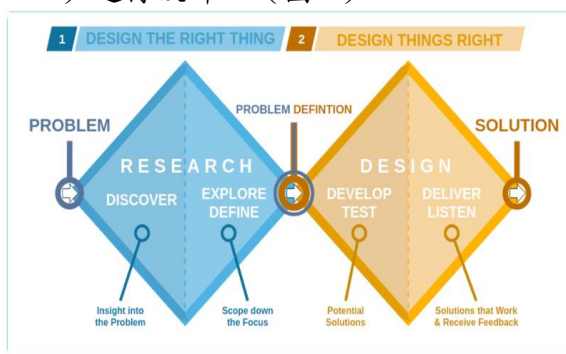 1 DESIGN THE RIGHT THING 2 DESIGN THINGS RIGHT
PROBLEM DEFINTION
PROBLEM
SOLUTION
RESEARCH
DESIGN
DISCOVER
EXPLORE
DEFINE
DEVELOP
TEST
DELIVER
LISTEN
Insight into
the Problem
Scope down
the Focus
Potential
Solutions
Solutions that Work
& Receive Feedback